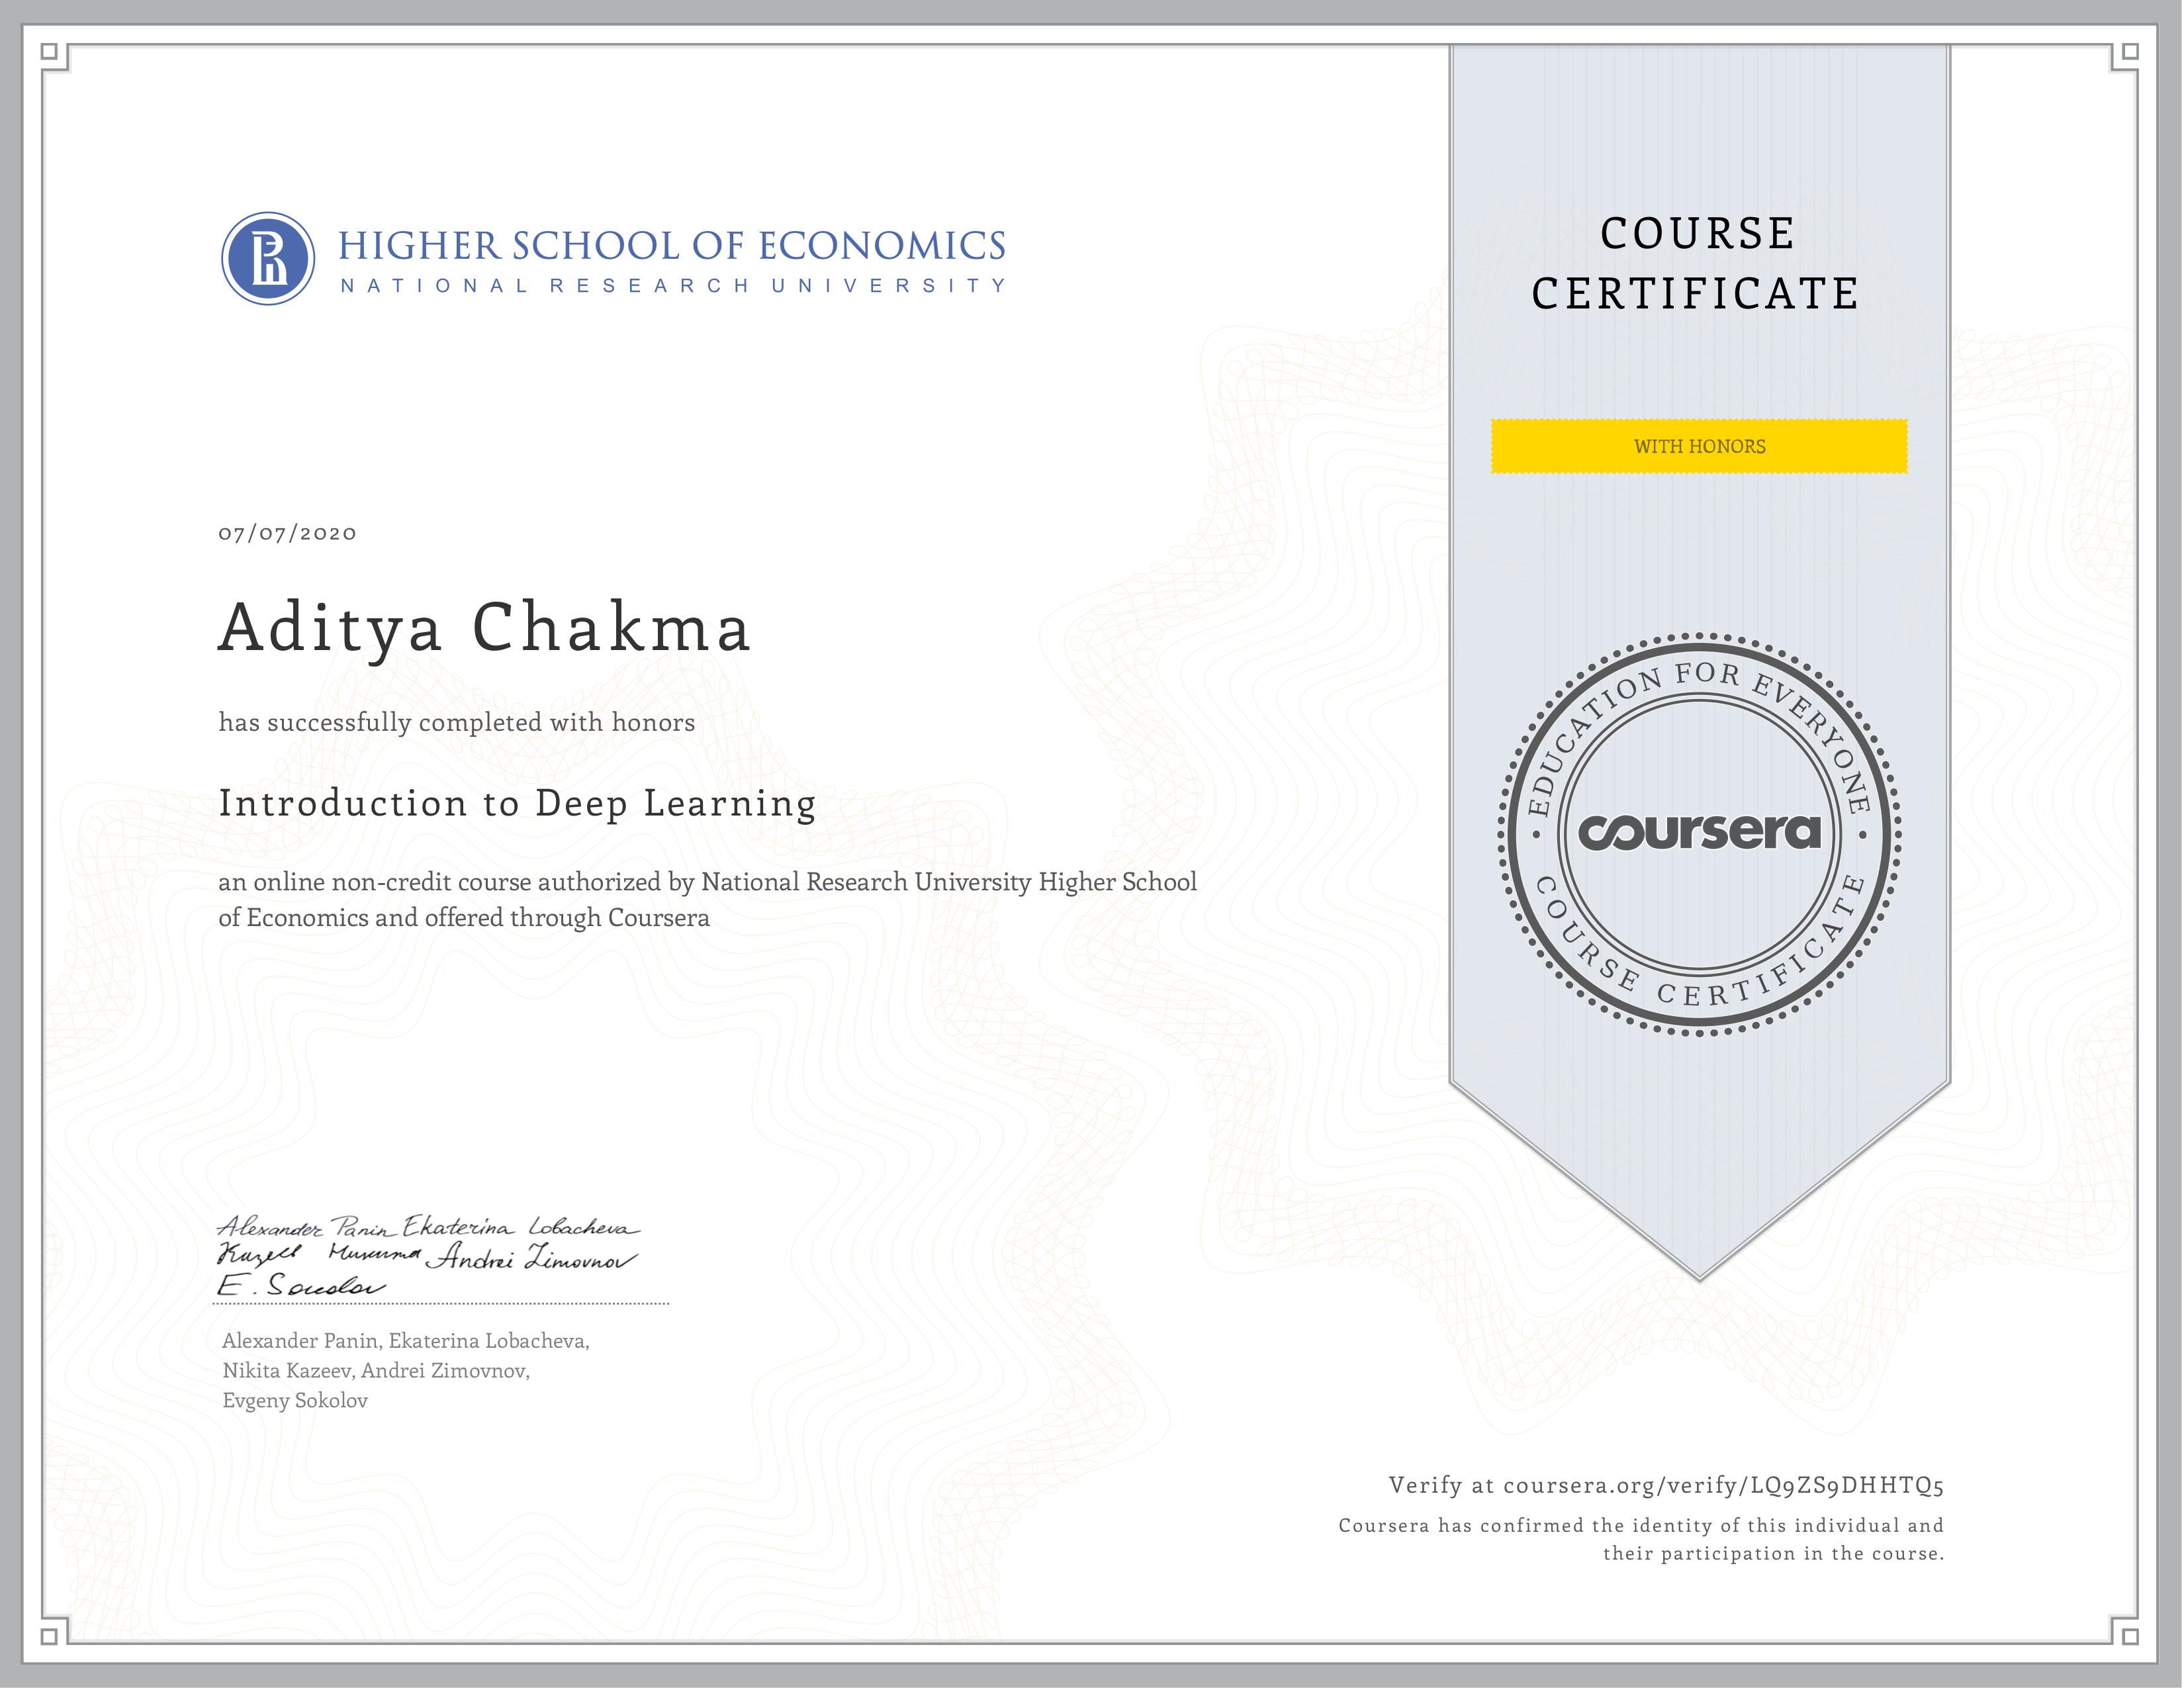 HIGHER SCHOOL OF ECONOMICS
NATIONAL RESEARCH UNIVERSITY
COURSE
CERTIFICATE
WITH HONORS
07/07/2020
Aditya Chakma
has successfully completed with honors
Introduction to Deep Learning
an online non-credit course authorized by National Research University Higher School
of Economics and offered through Coursera
EDUCATION FOR EVERYONE
coursera
COURSE CERTIFICATE
Alexander Panin Ekaterina Lobacheva
Andrei Zimovnov
E. Sokolov
Alexander Panin, Ekaterina Lobacheva,
Nikita Kazeev, Andrei Zimovnov,
Evgeny Sokolov
Verify at coursera.org/verify/LQ9ZS9DHHTQ5
Coursera has confirmed the identity of this individual and
their participation in the course.